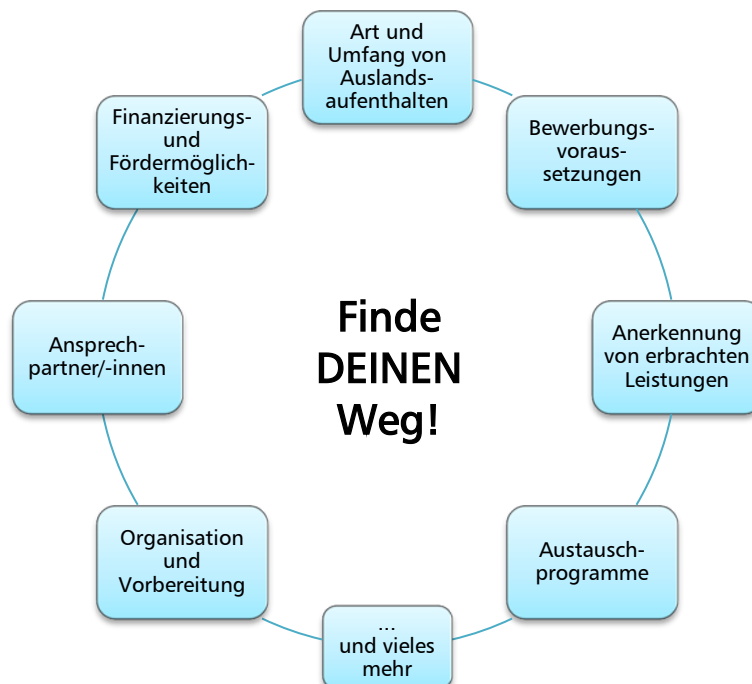 Art und
Umfang von
Auslands-
aufenthalten
Bewerbungs-
voraus-
setzungen
Anerkennung
von erbrachten
Leistungen
Austausch-
programme
...
und vieles
mehr
Organisation
und
Vorbereitung
Ansprech-
partner/-innen
Finanzierungs-
und
Fördermöglich-
keiten
Finde
DEINEN
Weg!